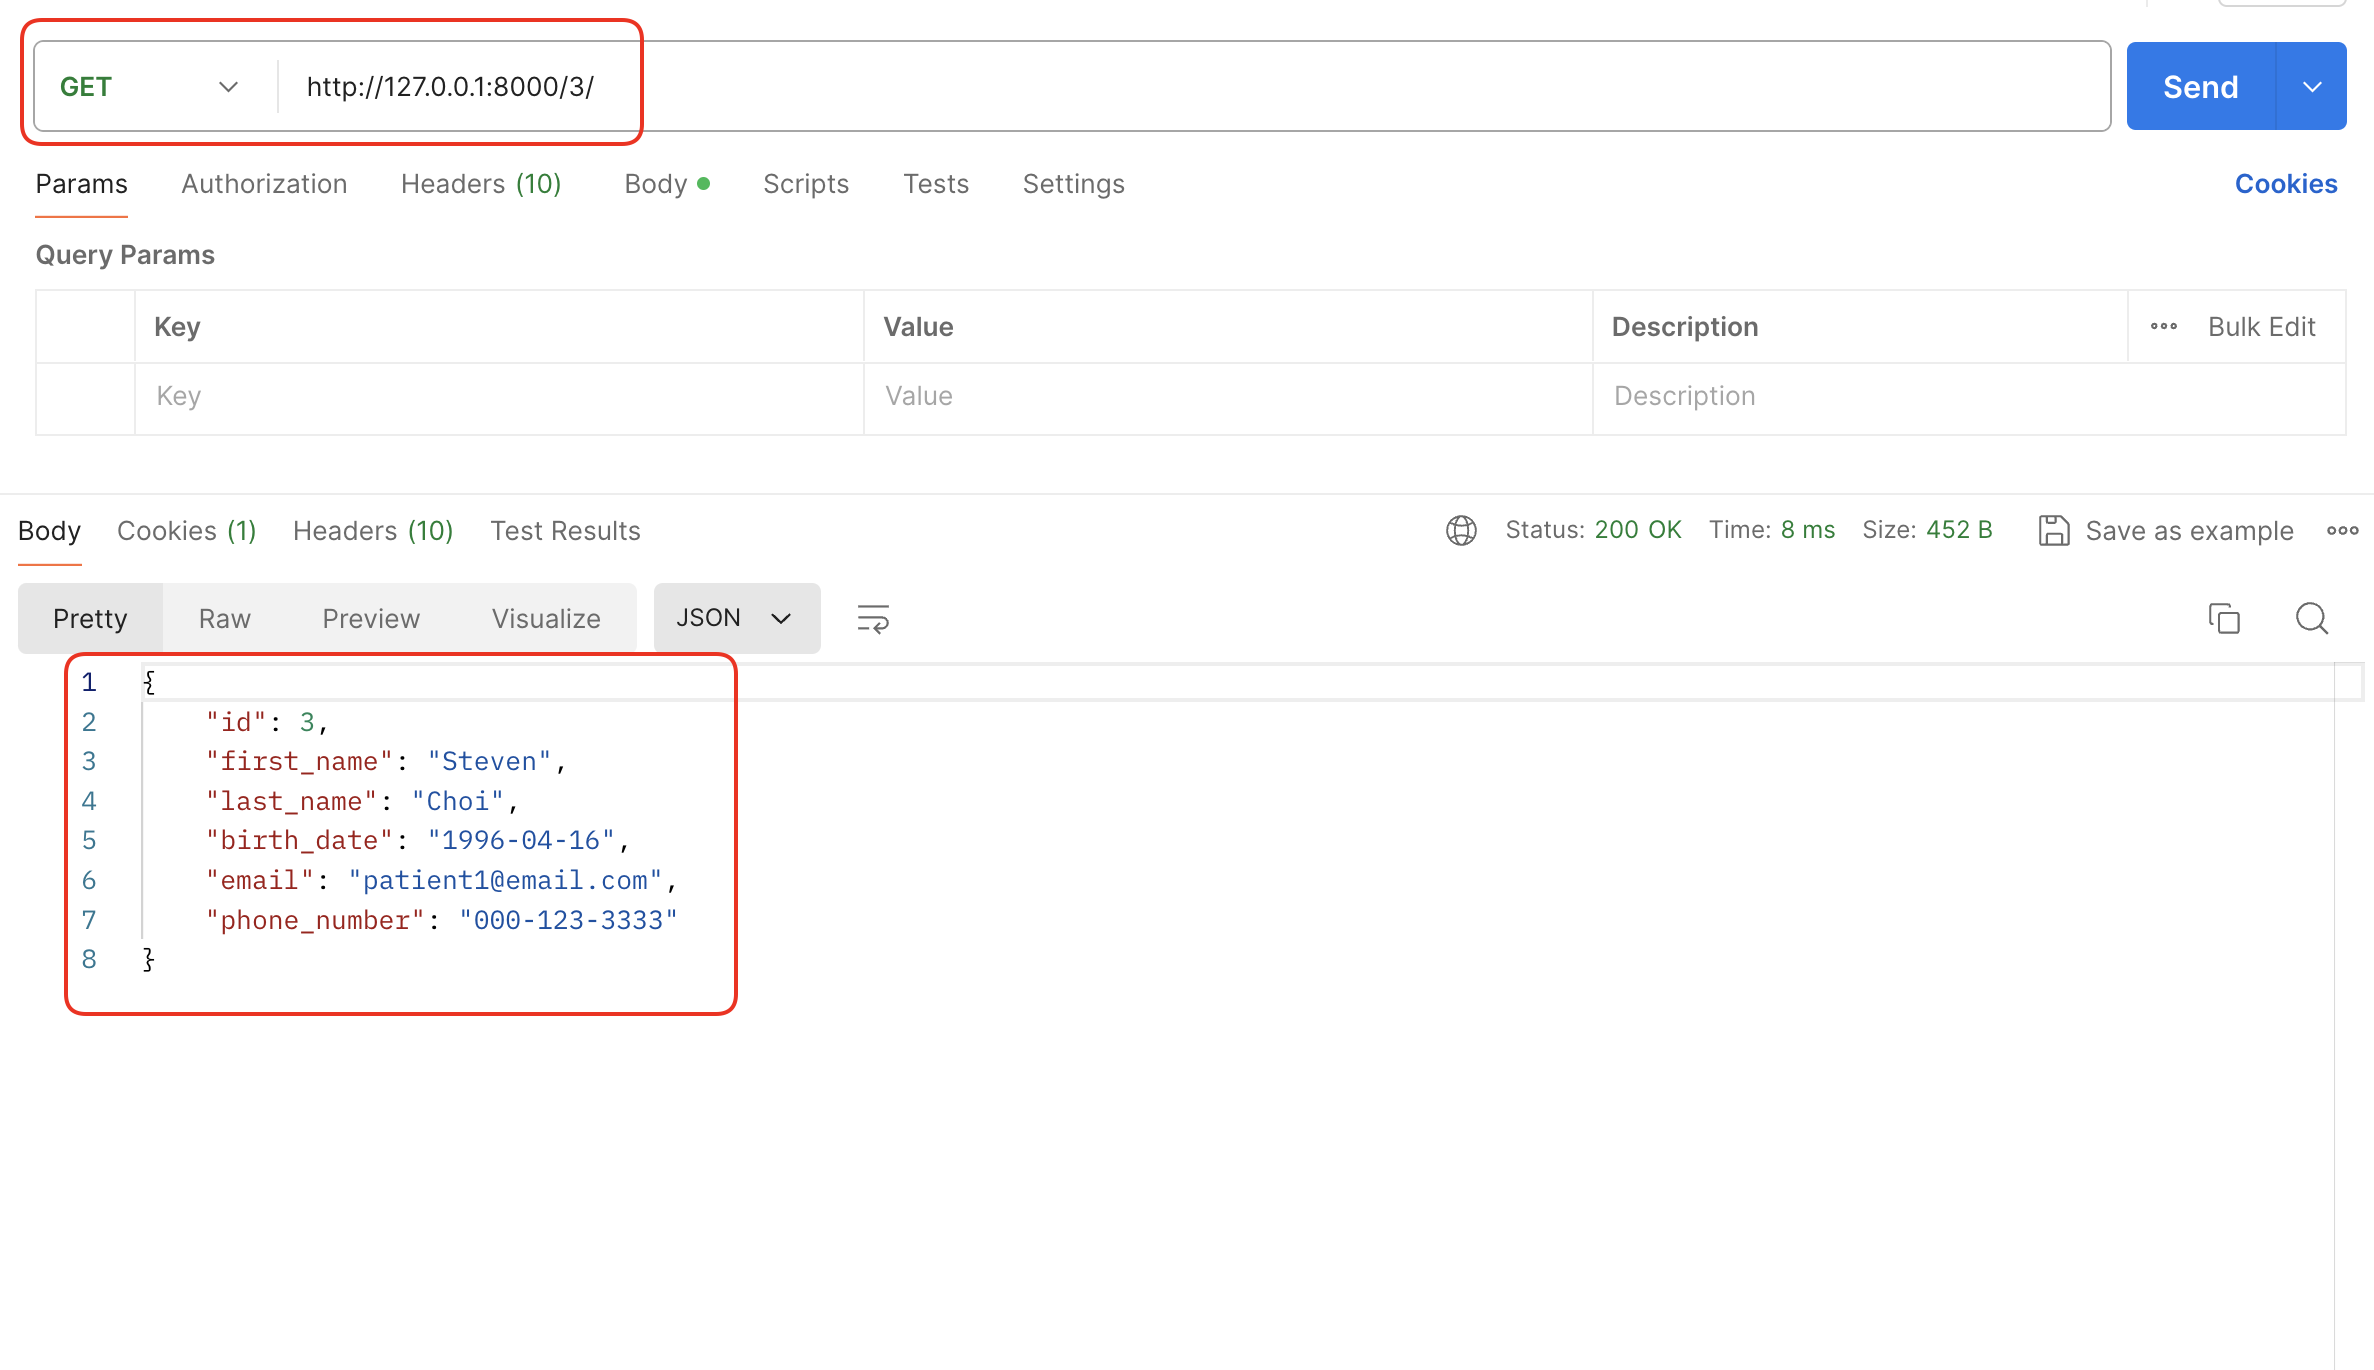 GET http://127.0.0.1:8000/3/ Send
Params Authorization Headers (10) Body Scripts Tests Settings Cookies
Query Params
Key Value Description Bulk Edit
Key Value Description
Body Cookies (1) Headers (10) Test Results Status: 200 OK Time: 8 ms Size: 452 B Save as example
Pretty Raw Preview Visualize JSON
1 {
2 "id": 3,
3 "first_name": "Steven",
4 "last_name": "Choi",
5 "birth_date": "1996-04-16",
6 "email": "patient1@email.com",
7 "phone_number": "000-123-3333"
8 }